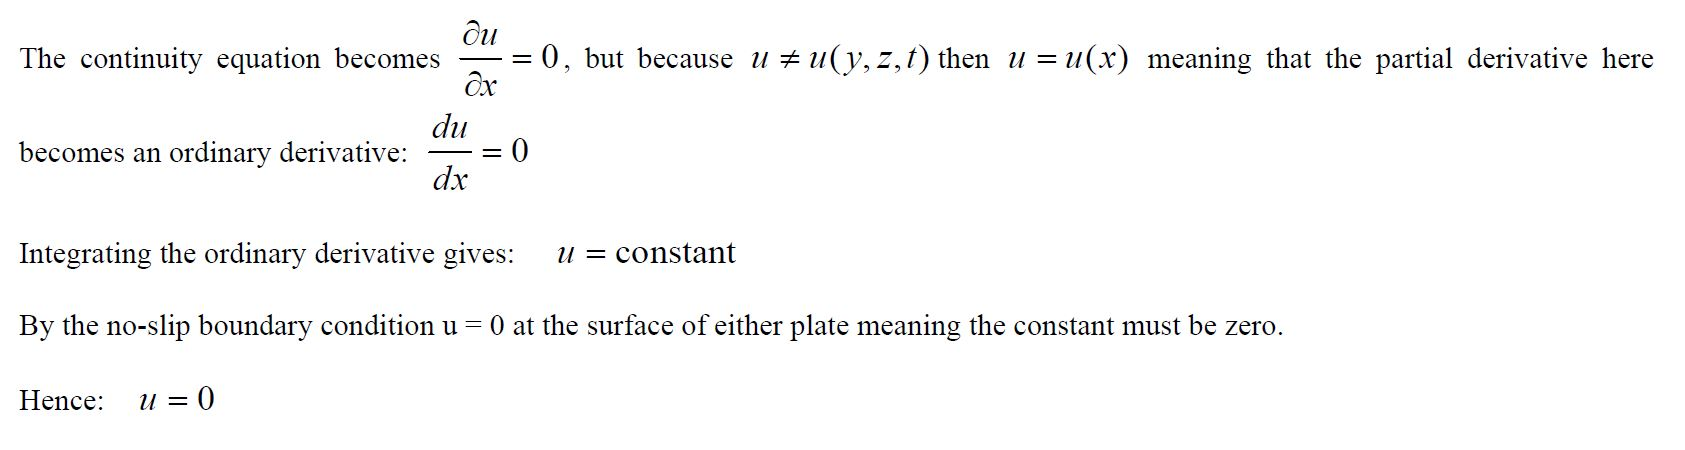 The continuity equation becomes ∂u/∂x = 0, but because u ≠ u(y, z, t) then u = u(x) meaning that the partial derivative here
becomes an ordinary derivative: du/dx = 0
Integrating the ordinary derivative gives: u = constant
By the no-slip boundary condition u = 0 at the surface of either plate meaning the constant must be zero.
Hence: u = 0